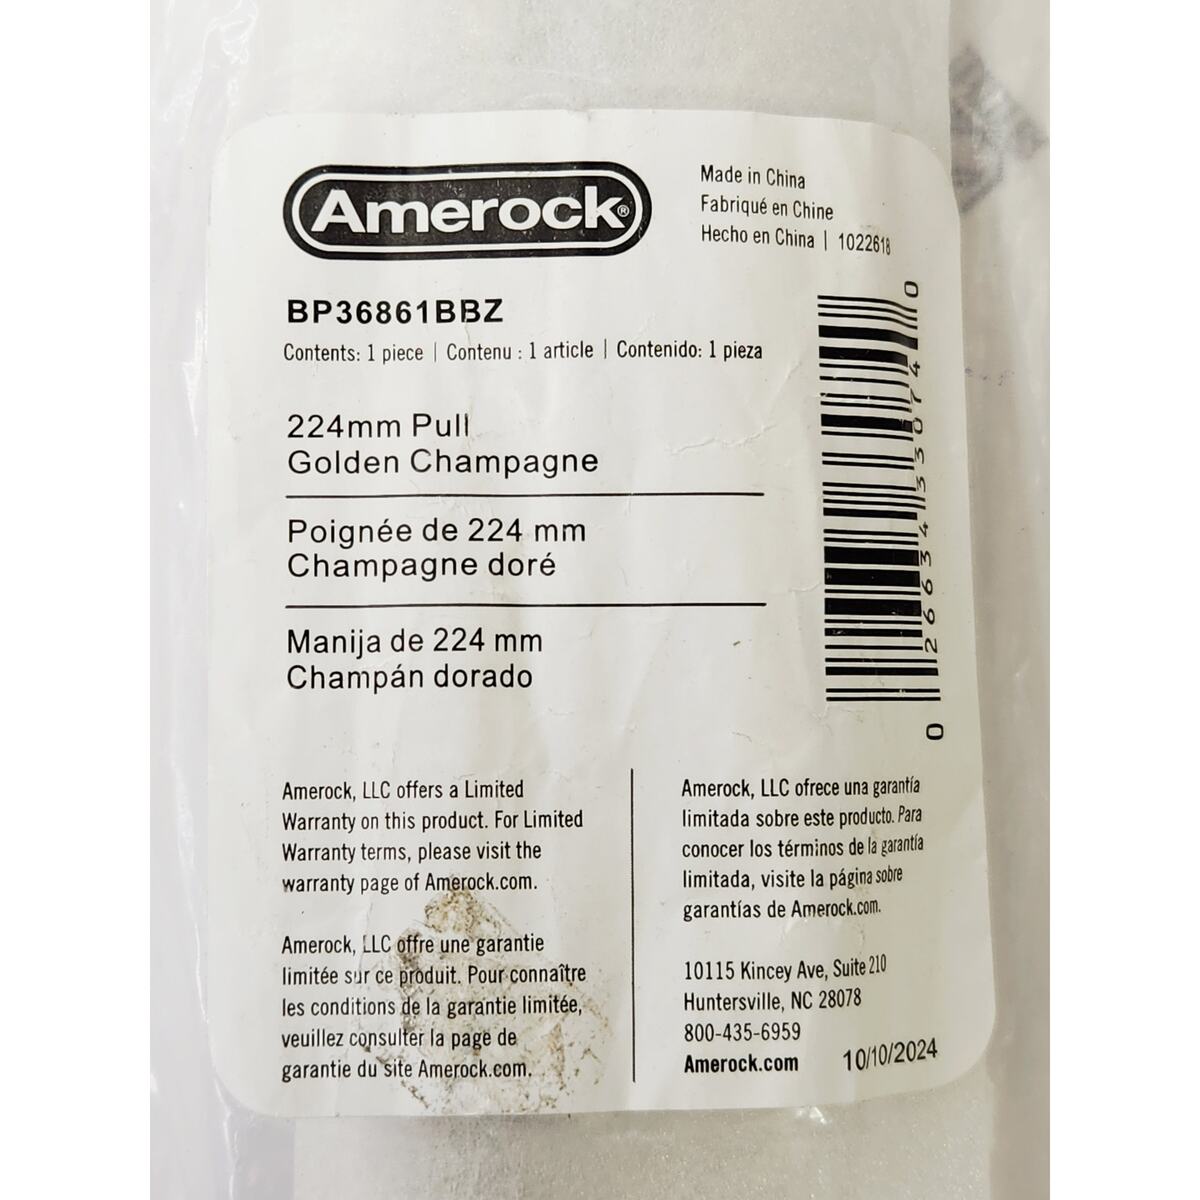 Amerock®
Made in China
Fabriqué en Chine
Hecho en China | 1022618
BP36861BBZ
Contents: 1 piece | Contenu : 1 article | Contenido: 1 pieza
224mm Pull
Golden Champagne
Poignée de 224 mm
Champagne doré
Manija de 224 mm
Champán dorado
0 26634 33074 0
Amerock, LLC offers a Limited
Warranty on this product. For Limited
Warranty terms, please visit the
warranty page of Amerock.com.
Amerock, LLC offre une garantie
limitée sur ce produit. Pour connaître
les conditions de la garantie limitée,
veuillez consulter la page de
garantie du site Amerock.com.
Amerock, LLC ofrece una garantía
limitada sobre este producto. Para
conocer los términos de la garantía
limitada, visite la página sobre
garantías de Amerock.com.
10115 Kincey Ave, Suite 210
Huntersville, NC 28078
800-435-6959
Amerock.com
10/10/2024